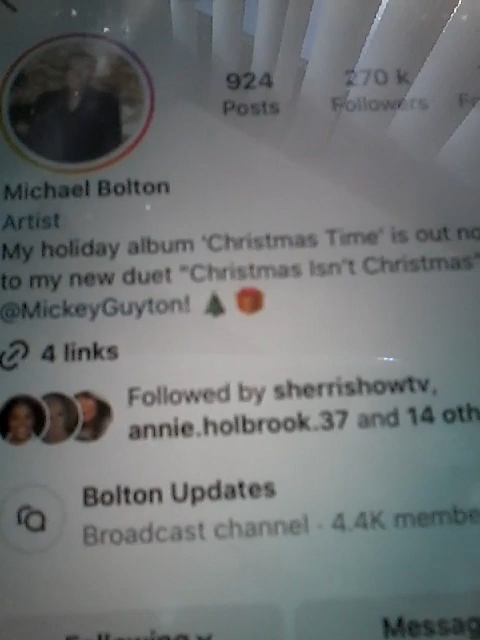 924
270 k
Posts
Followers
Michael Bolton
Artist
My holiday album 'Christmas Time' is out
to my new duet "Christmas Isn't Christmas"
@MickeyGuyton! 🎄🎁
4 links
Followed by sherrishowtv,
annie.holbrook.37 and 14
Bolton Updates
Broadcast channel · 4.4K
Following